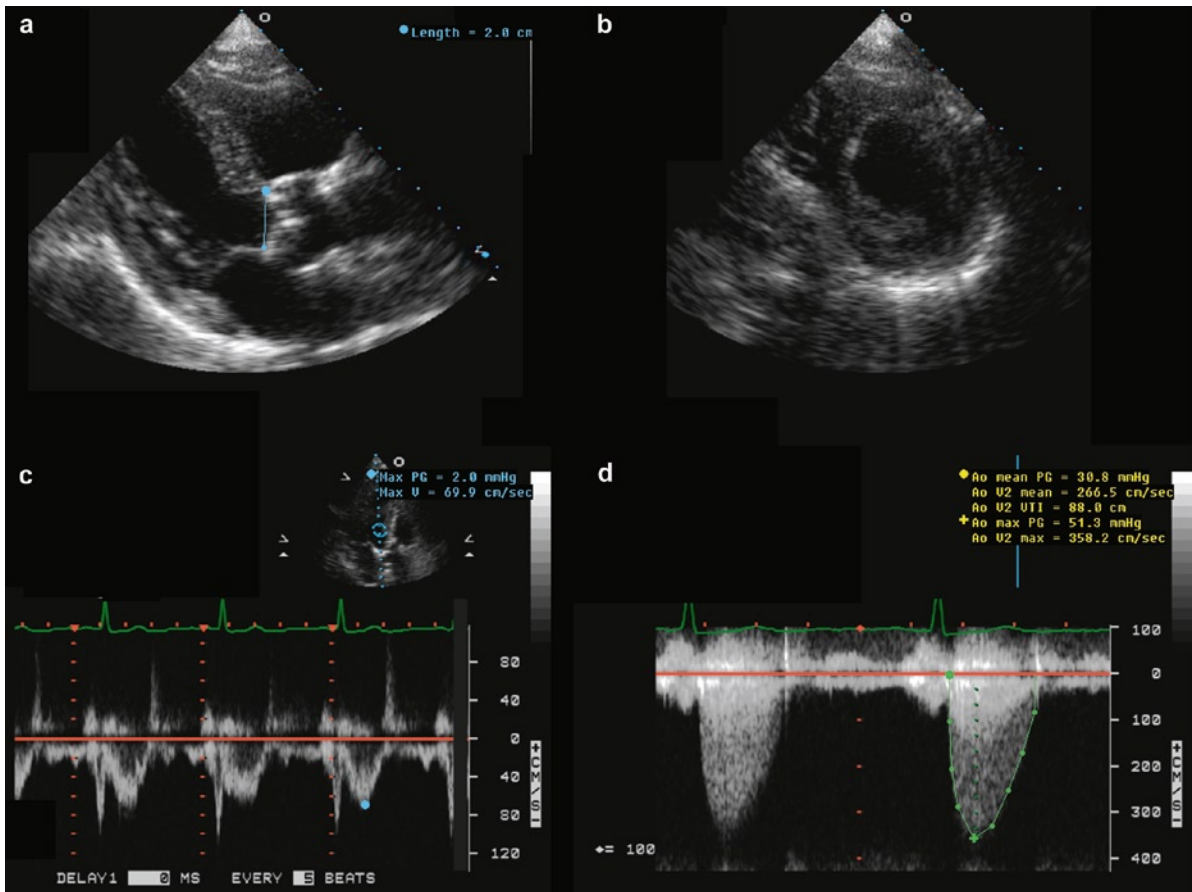 a
Length = 2.0 cm
b
c
Max PG = 2.0 mmHg
Max V = 69.9 cm/sec
80
40
0
40
80
120
+CM/S-
DELAY1 0 MS EVERY 5 BEATS
d
Ao mean PG = 30.8 mmHg
Ao V2 mean = 266.5 cm/sec
Ao V2 VTI = 88.0 cm
Ao max PG = 51.3 mmHg
Ao V2 max = 358.2 cm/sec
100
0
100
200
300
400
+CM/S-
= 100